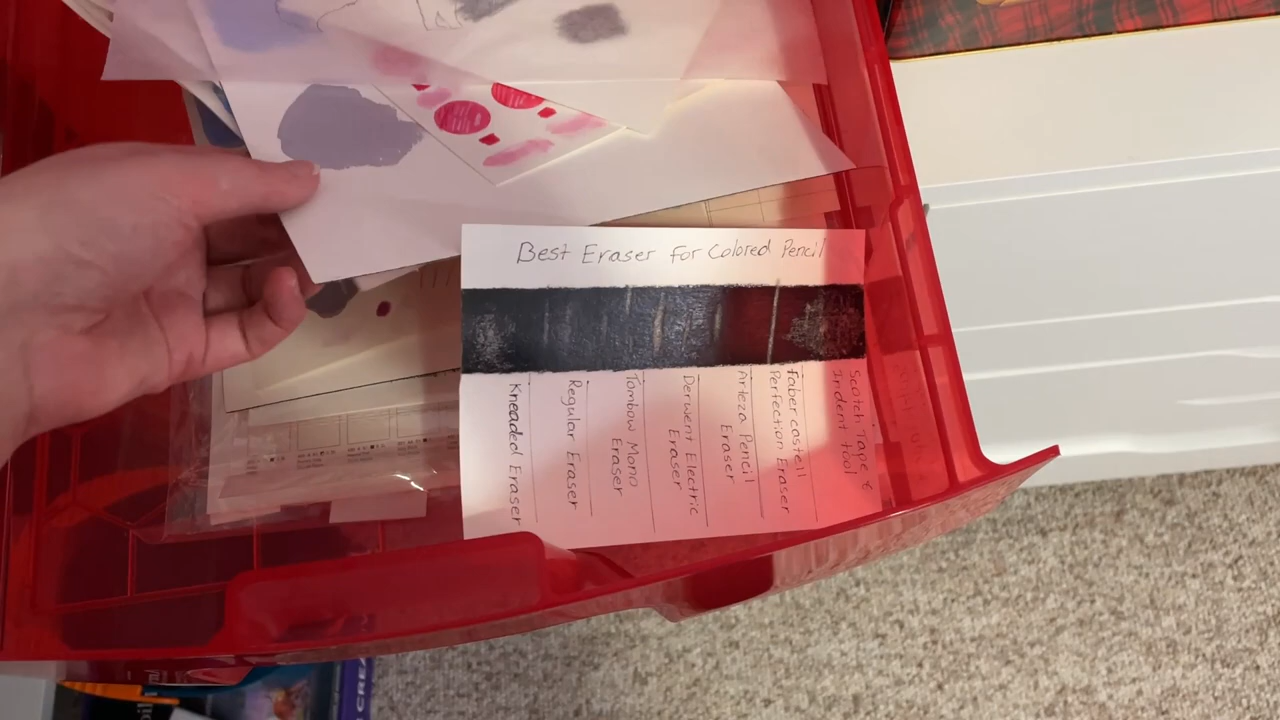 Best Eraser for Colored Pencil
Kneaded Eraser
Regular Eraser
Tombow Mono
Eraser
Derwent Electric
Eraser
Arteza Pencil
Eraser
Faber castell
Perfection Eraser
Scotch Tape &
Indent tool